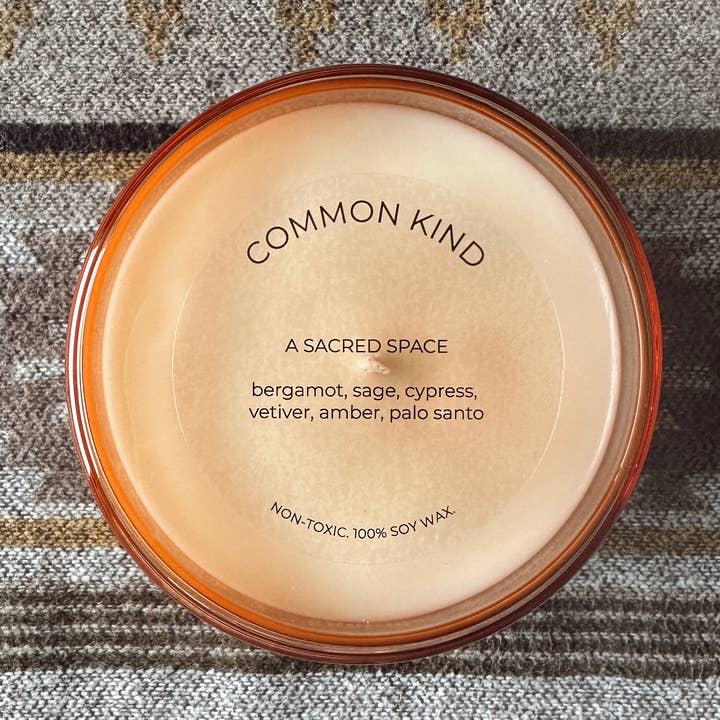 COMMON KIND
A SACRED SPACE
bergamot, sage, cypress,
vetiver, amber, palo santo
NON-TOXIC. 100% SOY WAX.